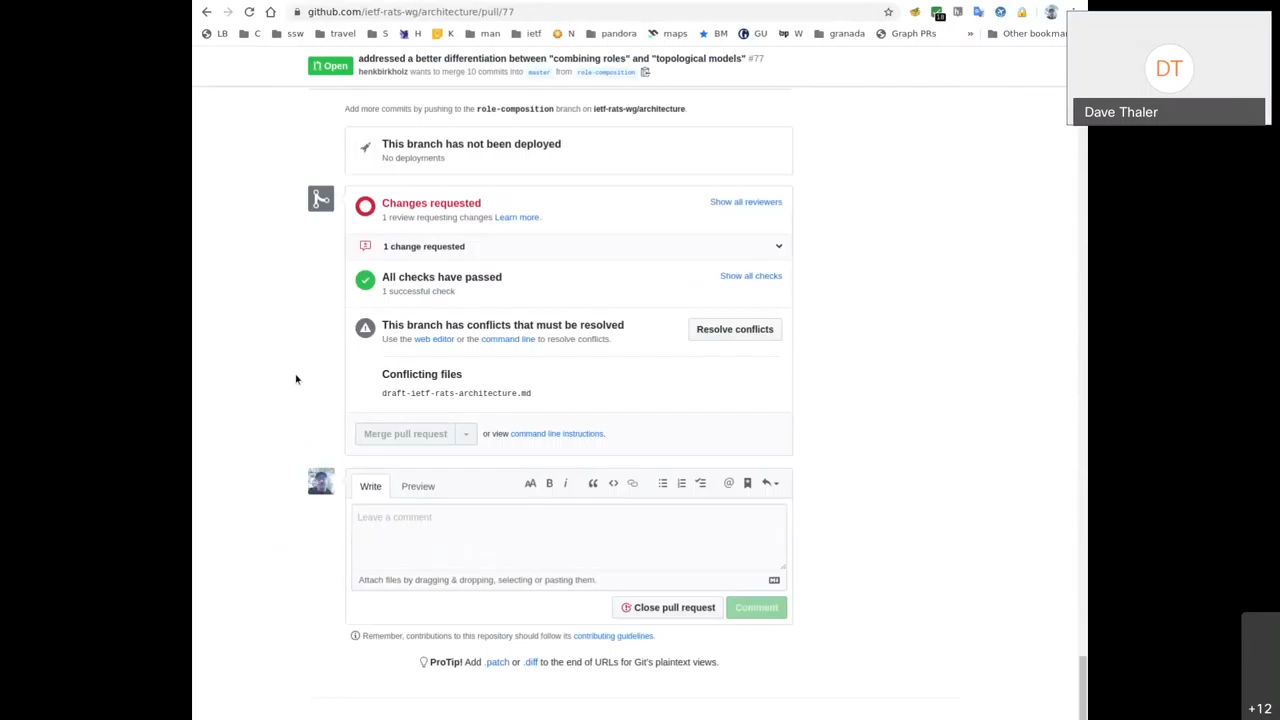 github.com/ietf-rats-wg/architecture/pull/77
18
LB C ssw travel S H K man ietf N pandora maps BM GU W granada Graph PRs » Other bookmar
Open
addressed a better differentiation between "combining roles" and "topological models" #77
henkbirkholz wants to merge 10 commits into master from role-composition
Add more commits by pushing to the role-composition branch on ietf-rats-wg/architecture.
This branch has not been deployed
No deployments
Changes requested
Show all reviewers
1 review requesting changes Learn more.
1 change requested
All checks have passed
Show all checks
1 successful check
This branch has conflicts that must be resolved
Resolve conflicts
Use the web editor or the command line to resolve conflicts.
Conflicting files
draft-ietf-rats-architecture.md
Merge pull request or view command line instructions.
Write Preview
Leave a comment
Attach files by dragging & dropping, selecting or pasting them.
Close pull request Comment
Remember, contributions to this repository should follow its contributing guidelines.
ProTip! Add .patch or .diff to the end of URLs for Git's plaintext views.
DT
Dave Thaler
+12